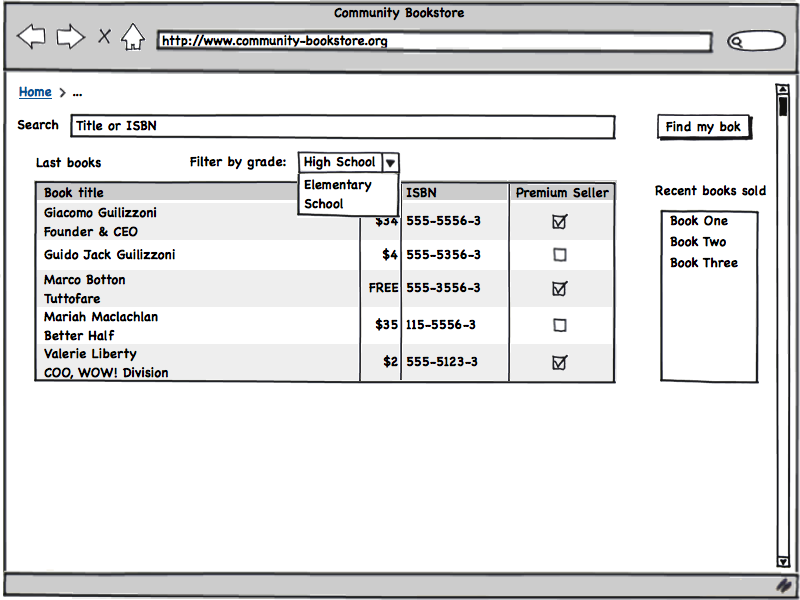 Community Bookstore
http://www.community-bookstore.org
Home > ...
Search Title or ISBN Find my bok
Last books Filter by grade: High School
Elementary
School
Book title ISBN Premium Seller
Giacomo Guilizzoni
Founder & CEO
$34 555-5556-3
Guido Jack Guilizzoni $4 555-5356-3
Marco Botton
Tuttofare
FREE 555-3556-3
Mariah Maclachlan
Better Half
$35 115-5556-3
Valerie Liberty
COO, WOW! Division
$2 555-5123-3
Recent books sold
Book One
Book Two
Book Three